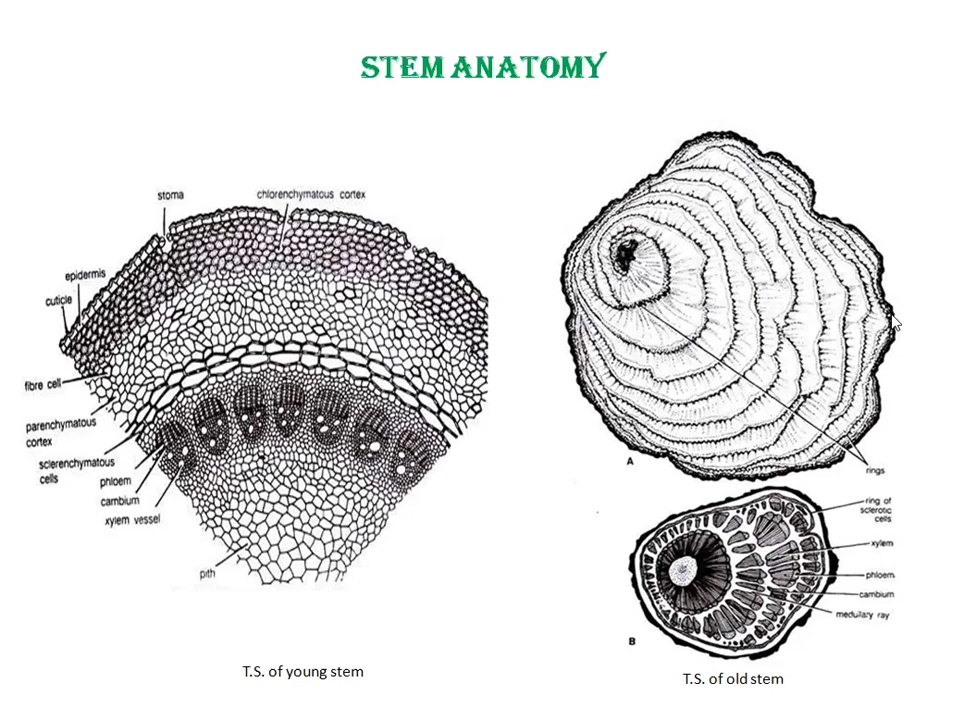 STEM ANATOMY
stoma
chlorenchymatous cortex
epidermis
cuticle
fibre cell
parenchymatous
cortex
sclerenchymatous
cells
phloem
cambium
xylem vessel
pith
T.S. of young stem
A
rings
ring of
sclerotic
cells
xylem
phloem
cambium
medullary ray
B
T.S. of old stem